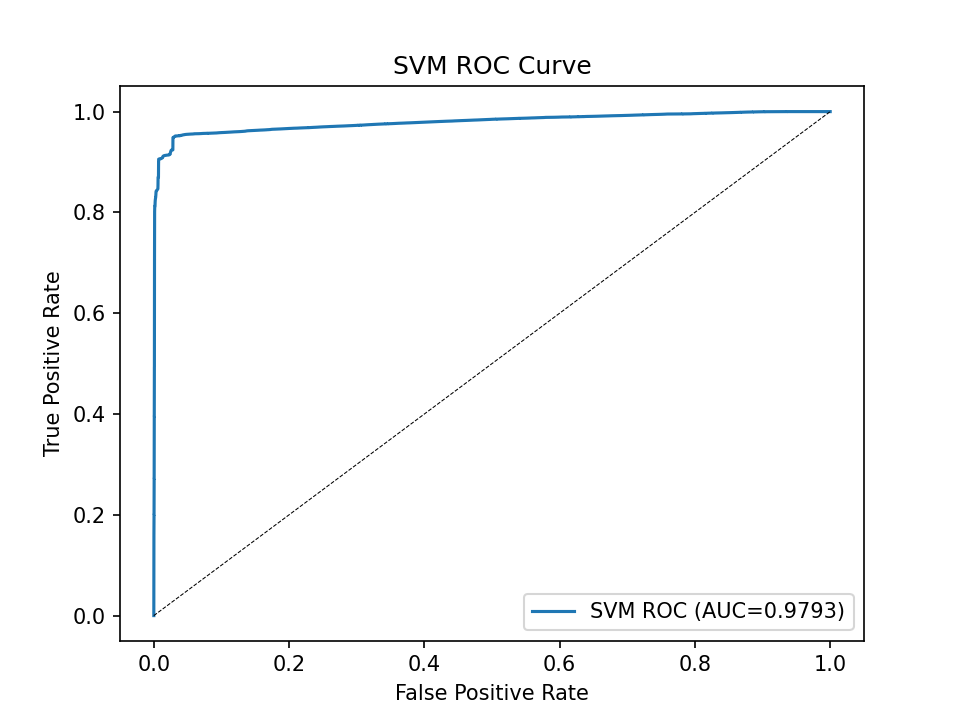 SVM ROC Curve
True Positive Rate
1.0
0.8
0.6
0.4
0.2
0.0
SVM ROC (AUC=0.9793)
0.0 0.2 0.4 0.6 0.8 1.0
False Positive Rate